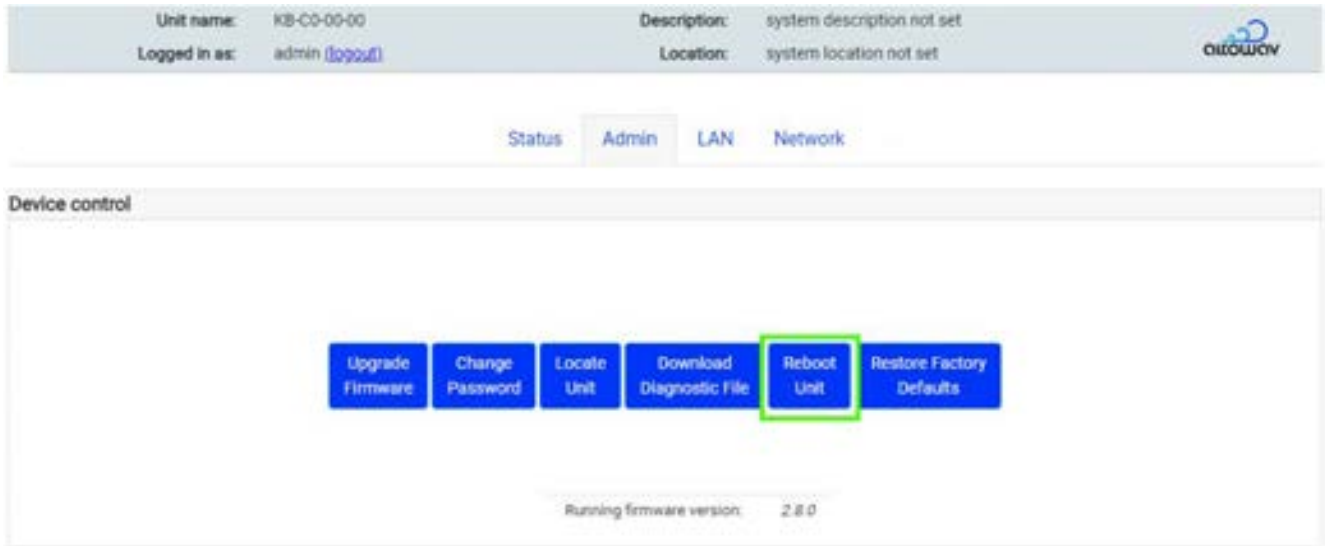 Unit name: KB-C0-00-00 Description: system description not set
Logged in as: admin (logout) Location: system location not set
altowav
Status Admin LAN Network
Device control
Upgrade Firmware
Change Password
Locate Unit
Download Diagnostic File
Reboot Unit
Restore Factory Defaults
Running firmware version: 2.8.0